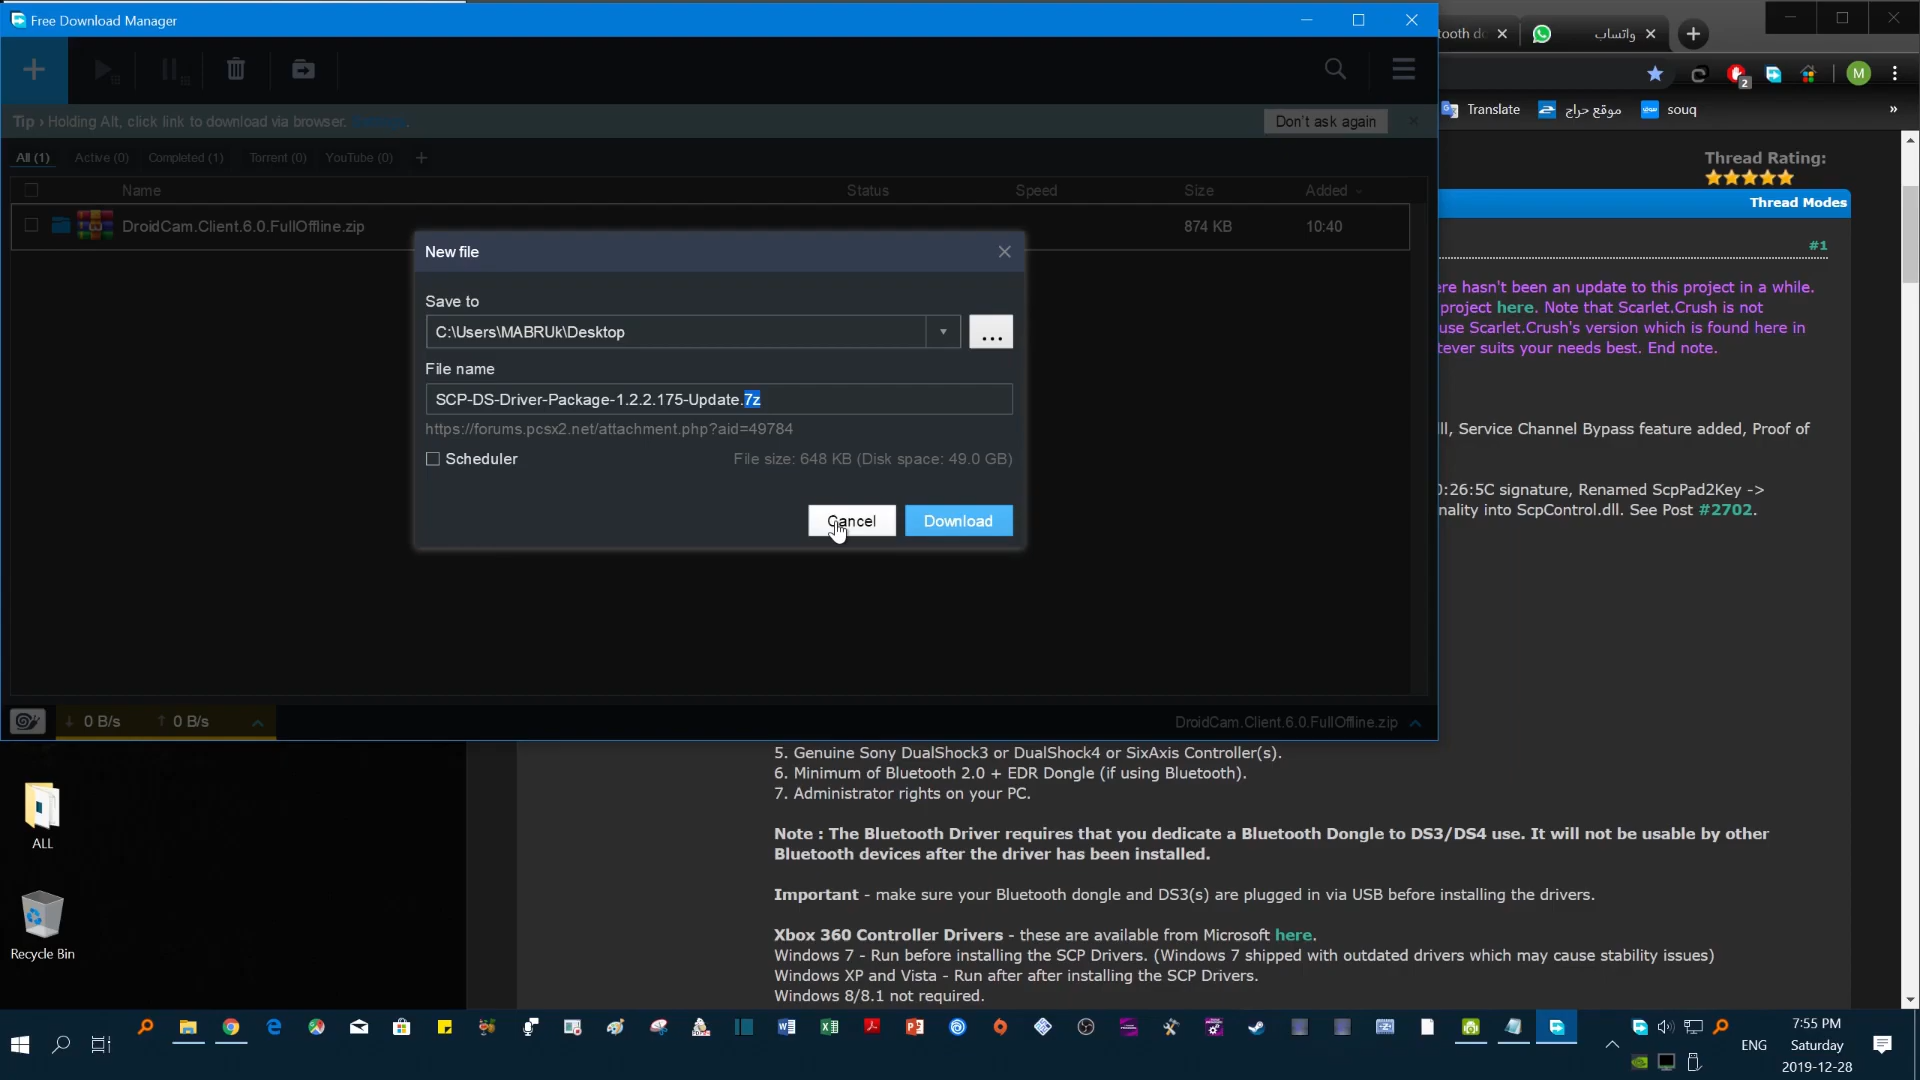 Free Download Manager
tooth d
واتساب
Tip › Holding Alt, click link to download via browser.
Don't ask again
2
M
Translate
موقع حراج
souq
»
All (1)
Active (0)
Completed (1)
Torrent (0)
YouTube (0)
Name
Status
Speed
Size
Added
DroidCam.Client.6.0.FullOffline.zip
874 KB
10:40
New file
Save to
C:\Users\MABRUk\Desktop
...
File name
SCP-DS-Driver-Package-1.2.2.175-Update.7z
https://forums.pcsx2.net/attachment.php?aid=49784
Scheduler
File size: 648 KB (Disk space: 49.0 GB)
Cancel
Download
0 B/s
0 B/s
DroidCam.Client.6.0.FullOffline.zip
Thread Rating:
Thread Modes
#1
ere hasn't been an update to this project in a while.
project here. Note that Scarlet.Crush is not
use Scarlet.Crush's version which is found here in
tever suits your needs best. End note.
ll, Service Channel Bypass feature added, Proof of
0:26:5C signature, Renamed ScpPad2Key ->
nality into ScpControl.dll. See Post #2702.
5. Genuine Sony DualShock3 or DualShock4 or SixAxis Controller(s).
6. Minimum of Bluetooth 2.0 + EDR Dongle (if using Bluetooth).
7. Administrator rights on your PC.
Note : The Bluetooth Driver requires that you dedicate a Bluetooth Dongle to DS3/DS4 use. It will not be usable by other
Bluetooth devices after the driver has been installed.
Important - make sure your Bluetooth dongle and DS3(s) are plugged in via USB before installing the drivers.
Xbox 360 Controller Drivers - these are available from Microsoft here.
Windows 7 - Run before installing the SCP Drivers. (Windows 7 shipped with outdated drivers which may cause stability issues)
Windows XP and Vista - Run after after installing the SCP Drivers.
Windows 8/8.1 not required.
ALL
Recycle Bin
ENG
7:55 PM
Saturday
2019-12-28